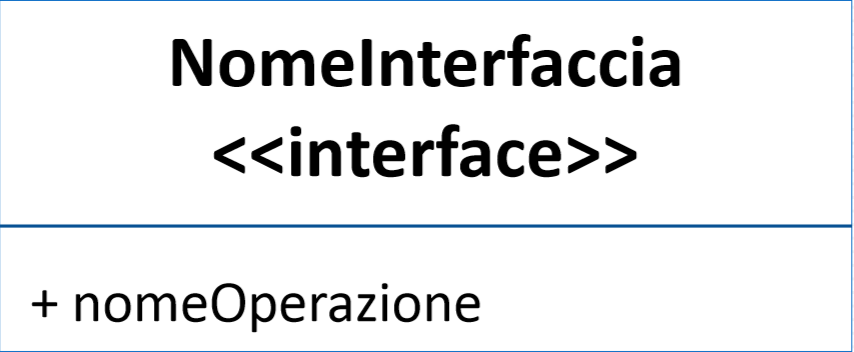 NomeInterfaccia
<<interface>>
+ nomeOperazione